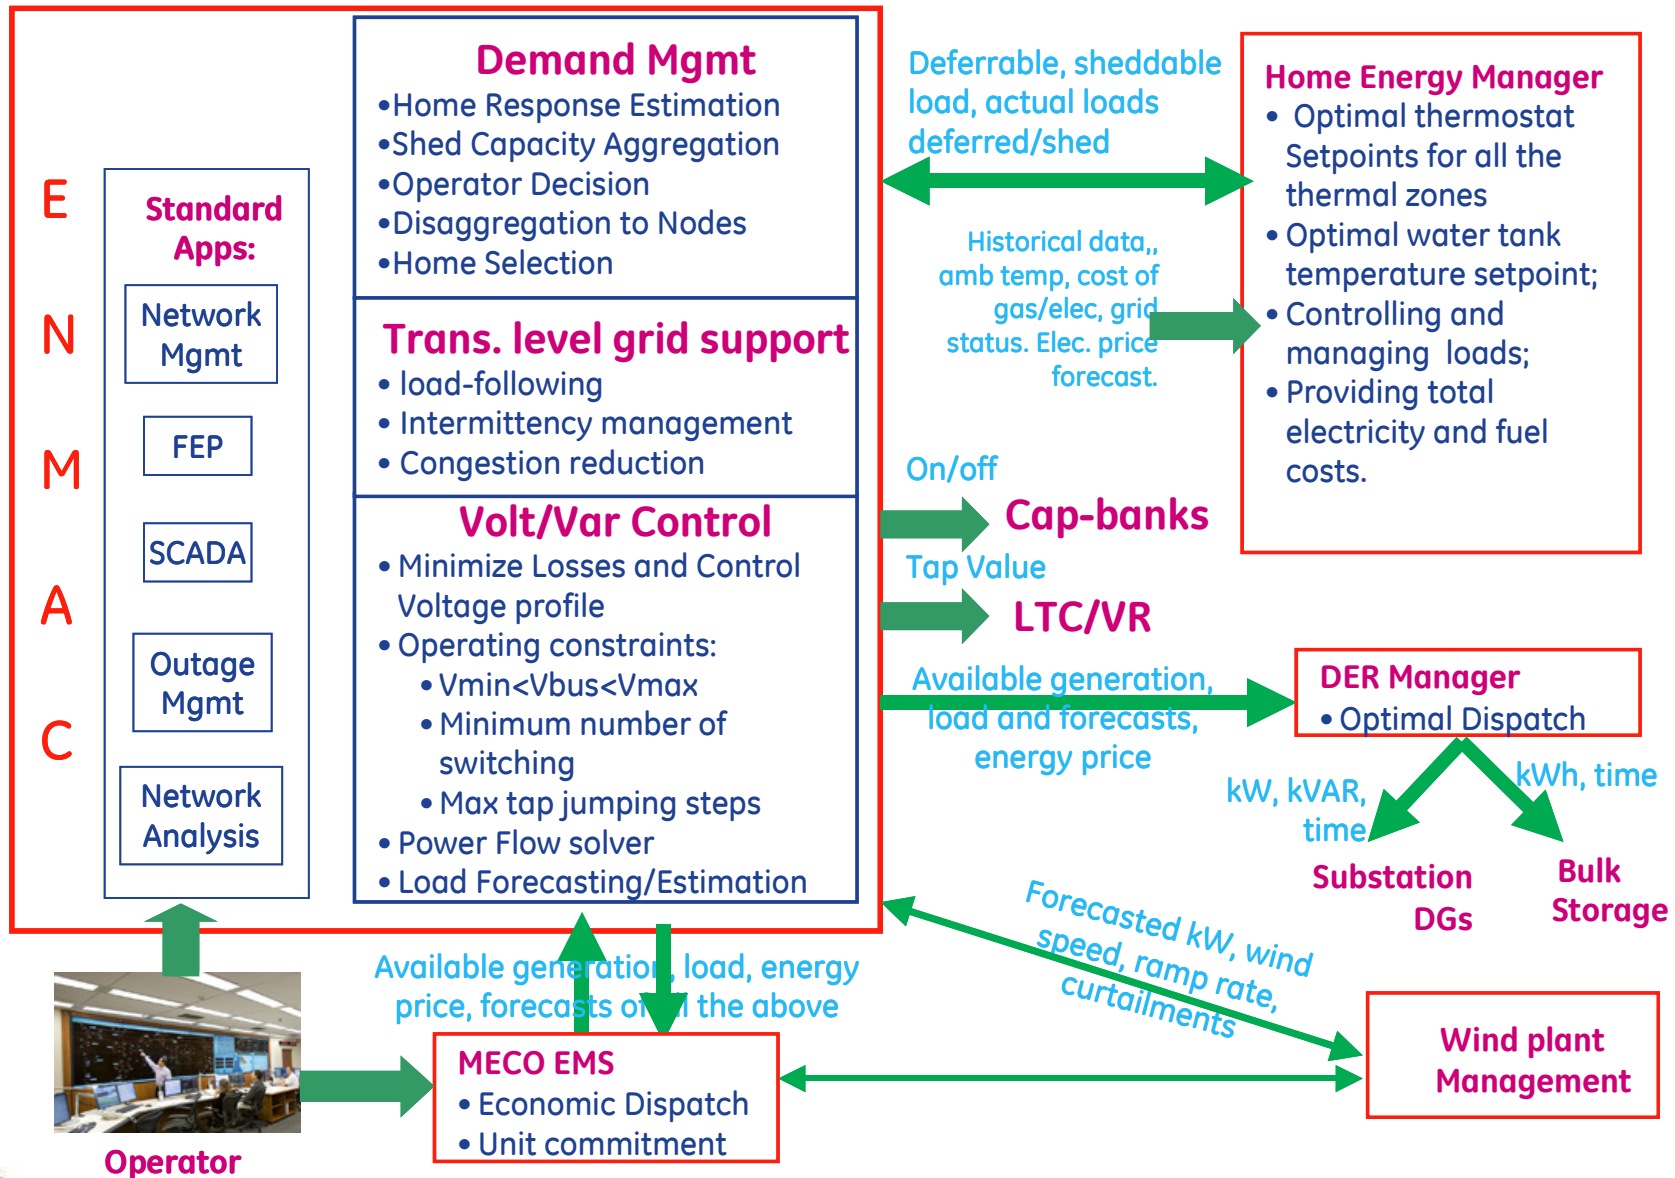 E
N
M
A
C
Standard
Apps:
Network
Mgmt
FEP
SCADA
Outage
Mgmt
Network
Analysis
Demand Mgmt
•Home Response Estimation
•Shed Capacity Aggregation
•Operator Decision
•Disaggregation to Nodes
•Home Selection
Trans. level grid support
• load-following
• Intermittency management
• Congestion reduction
Volt/Var Control
• Minimize Losses and Control
Voltage profile
• Operating constraints:
• Vmin<Vbus<Vmax
• Minimum number of
switching
• Max tap jumping steps
• Power Flow solver
• Load Forecasting/Estimation
Deferrable, sheddable
load, actual loads
deferred/shed
Historical data,,
amb temp, cost of
gas/elec, grid
status. Elec. price
forecast.
Home Energy Manager
• Optimal thermostat
Setpoints for all the
thermal zones
• Optimal water tank
temperature setpoint;
• Controlling and
managing loads;
• Providing total
electricity and fuel
costs.
On/off
Cap-banks
Tap Value
LTC/VR
Available generation,
load and forecasts,
energy price
DER Manager
• Optimal Dispatch
kW, kVAR,
time
kWh, time
Substation
DGs
Bulk
Storage
Forecasted kW, wind
speed, ramp rate,
curtailments
Available generation, load, energy
price, forecasts of all the above
MECO EMS
• Economic Dispatch
• Unit commitment
Wind plant
Management
Operator